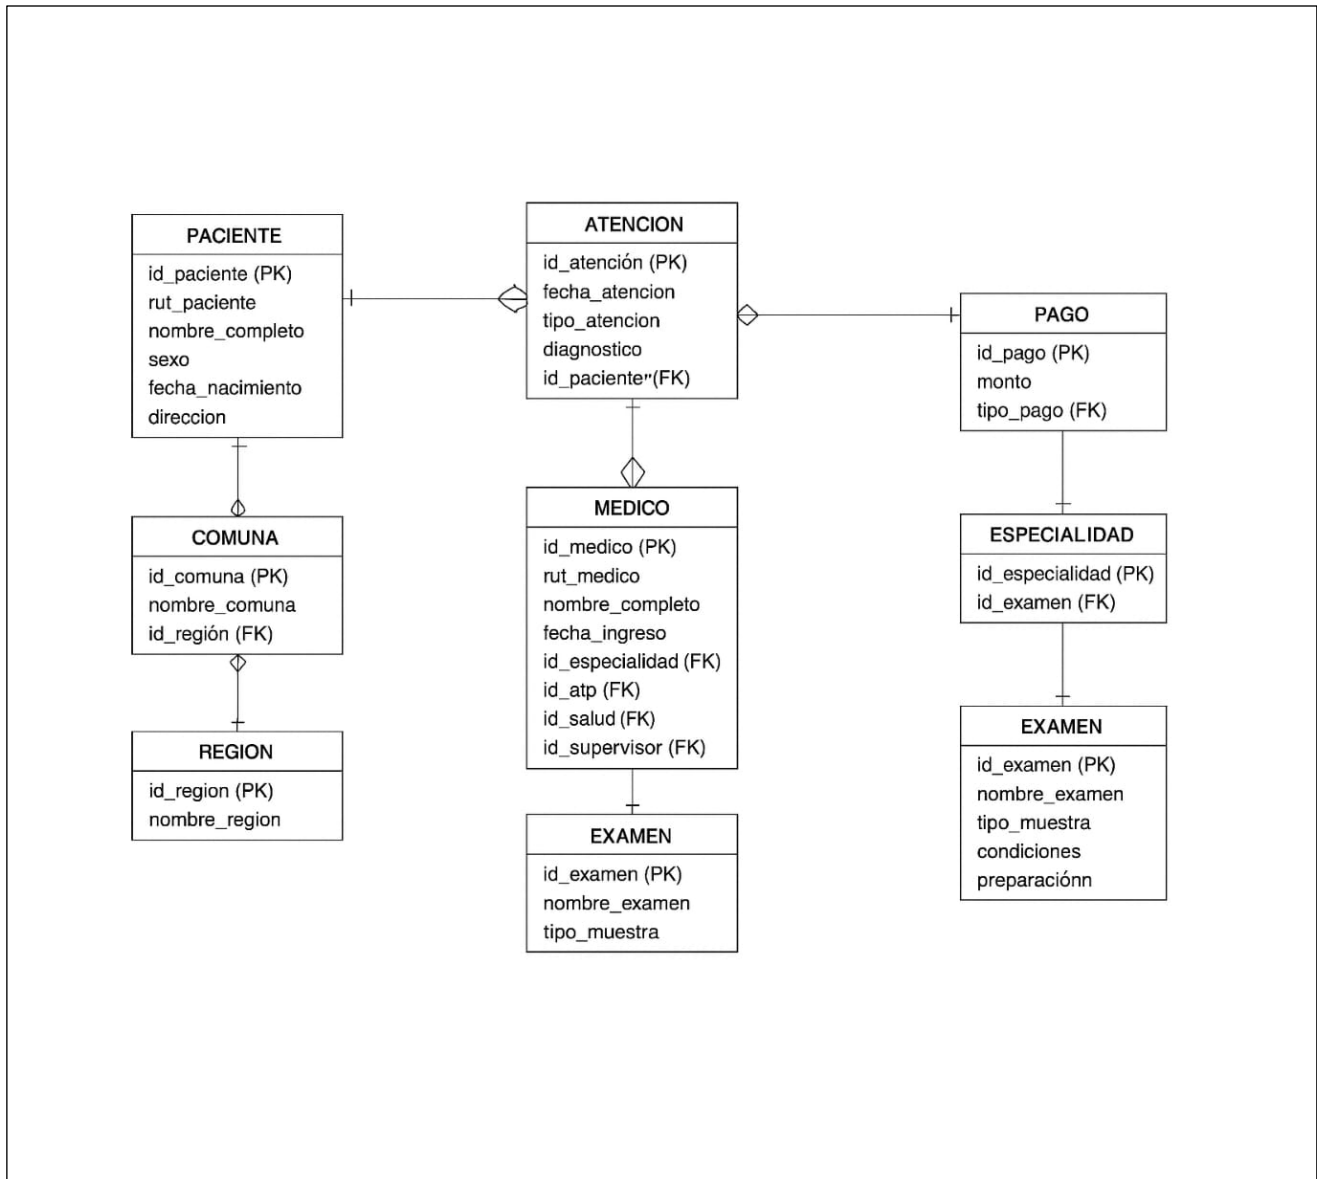 PACIENTE
id_paciente (PK)
rut_paciente
nombre_completo
sexo
fecha_nacimiento
direccion
COMUNA
id_comuna (PK)
nombre_comuna
id_región (FK)
REGION
id_region (PK)
nombre_region
ATENCION
id_atención (PK)
fecha_atencion
tipo_atencion
diagnostico
id_paciente"(FK)
MEDICO
id_medico (PK)
rut_medico
nombre_completo
fecha_ingreso
id_especialidad (FK)
id_atp (FK)
id_salud (FK)
id_supervisor (FK)
EXAMEN
id_examen (PK)
nombre_examen
tipo_muestra
PAGO
id_pago (PK)
monto
tipo_pago (FK)
ESPECIALIDAD
id_especialidad (PK)
id_examen (FK)
EXAMEN
id_examen (PK)
nombre_examen
tipo_muestra
condiciones
preparaciónn